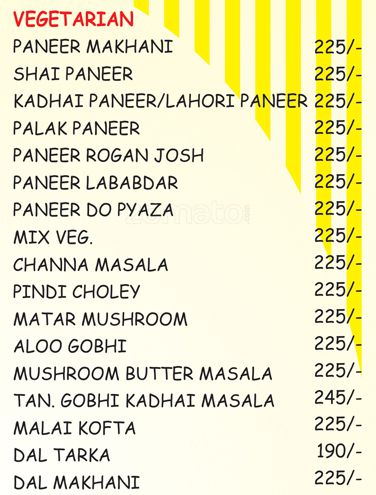 VEGETARIAN
PANEER MAKHANI 225/-
SHAI PANEER 225/-
KADHAI PANEER/LAHORI PANEER 225/-
PALAK PANEER 225/-
PANEER ROGAN JOSH 225/-
PANEER LABABDAR 225/-
PANEER DO PYAZA 225/-
zomato
MIX VEG. 225/-
CHANNA MASALA 225/-
PINDI CHOLEY 225/-
MATAR MUSHROOM 225/-
ALOO GOBHI 225/-
MUSHROOM BUTTER MASALA 225/-
TAN. GOBHI KADHAI MASALA 245/-
MALAI KOFTA 225/-
DAL TARKA 190/-
DAL MAKHANI 225/-